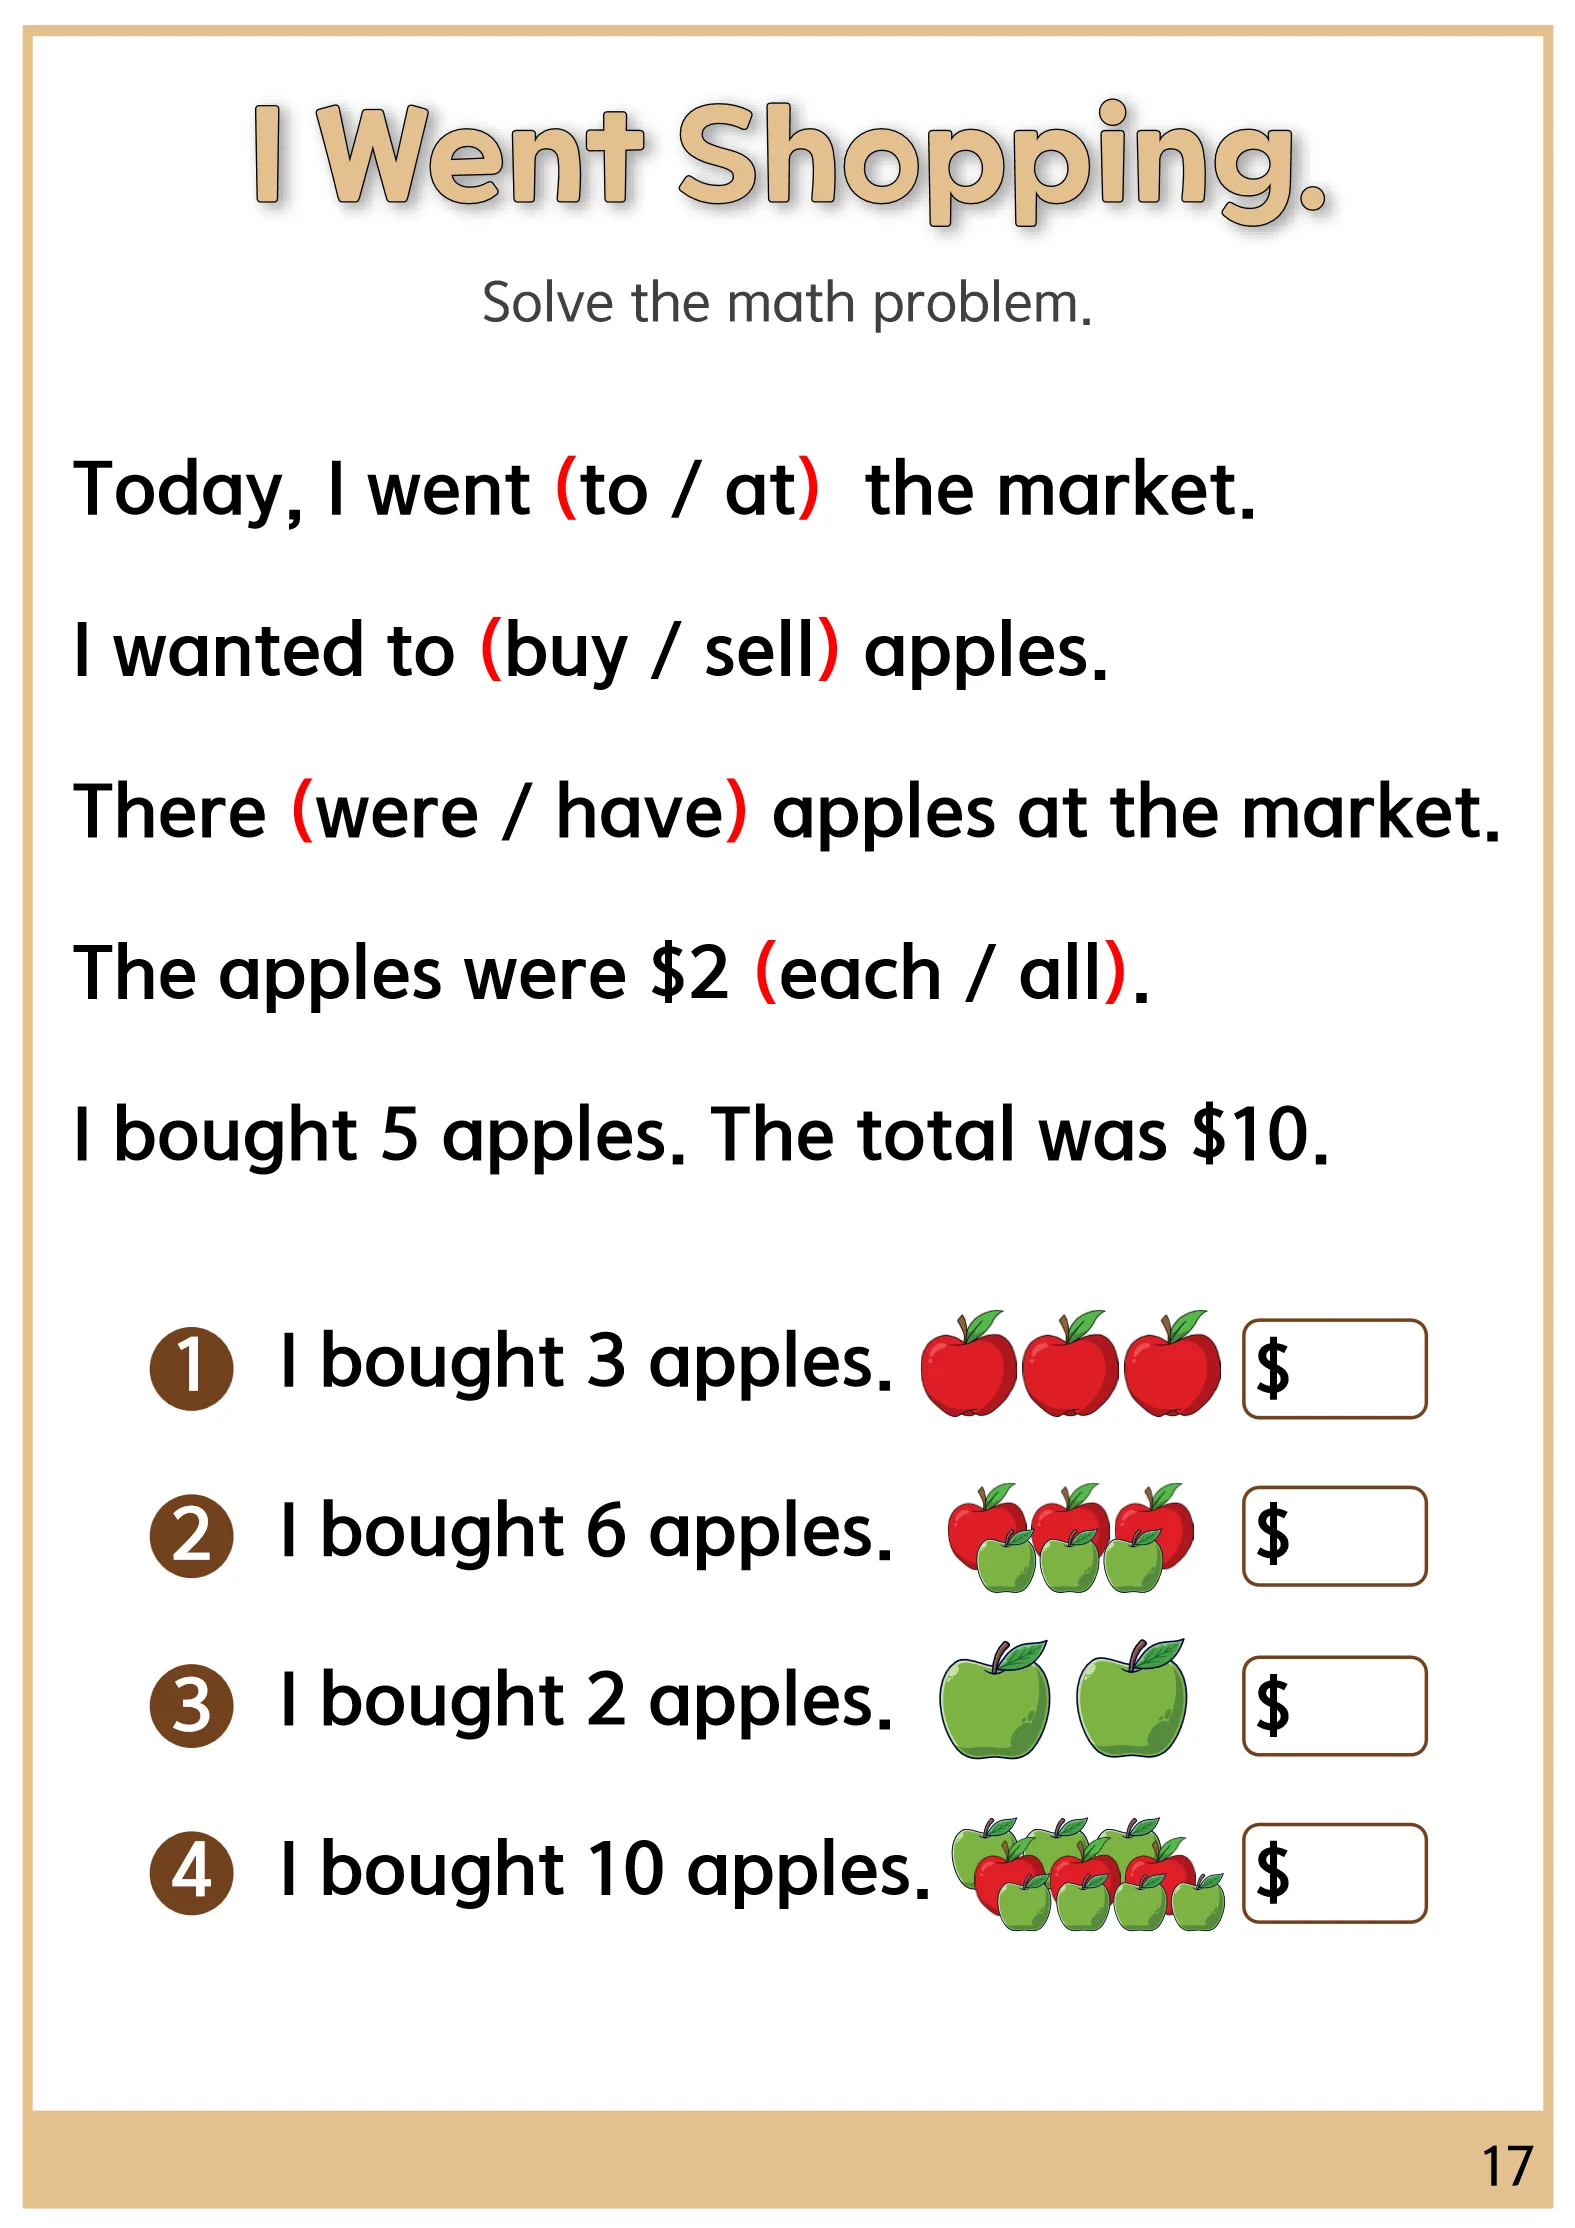 I Went Shopping.
Solve the math problem.
Today, I went (to / at) the market.
I wanted to (buy / sell) apples.
There (were / have) apples at the market.
The apples were $2 (each / all).
I bought 5 apples. The total was $10.
1 I bought 3 apples. $
2 I bought 6 apples. $
3 I bought 2 apples. $
4 I bought 10 apples. $
17